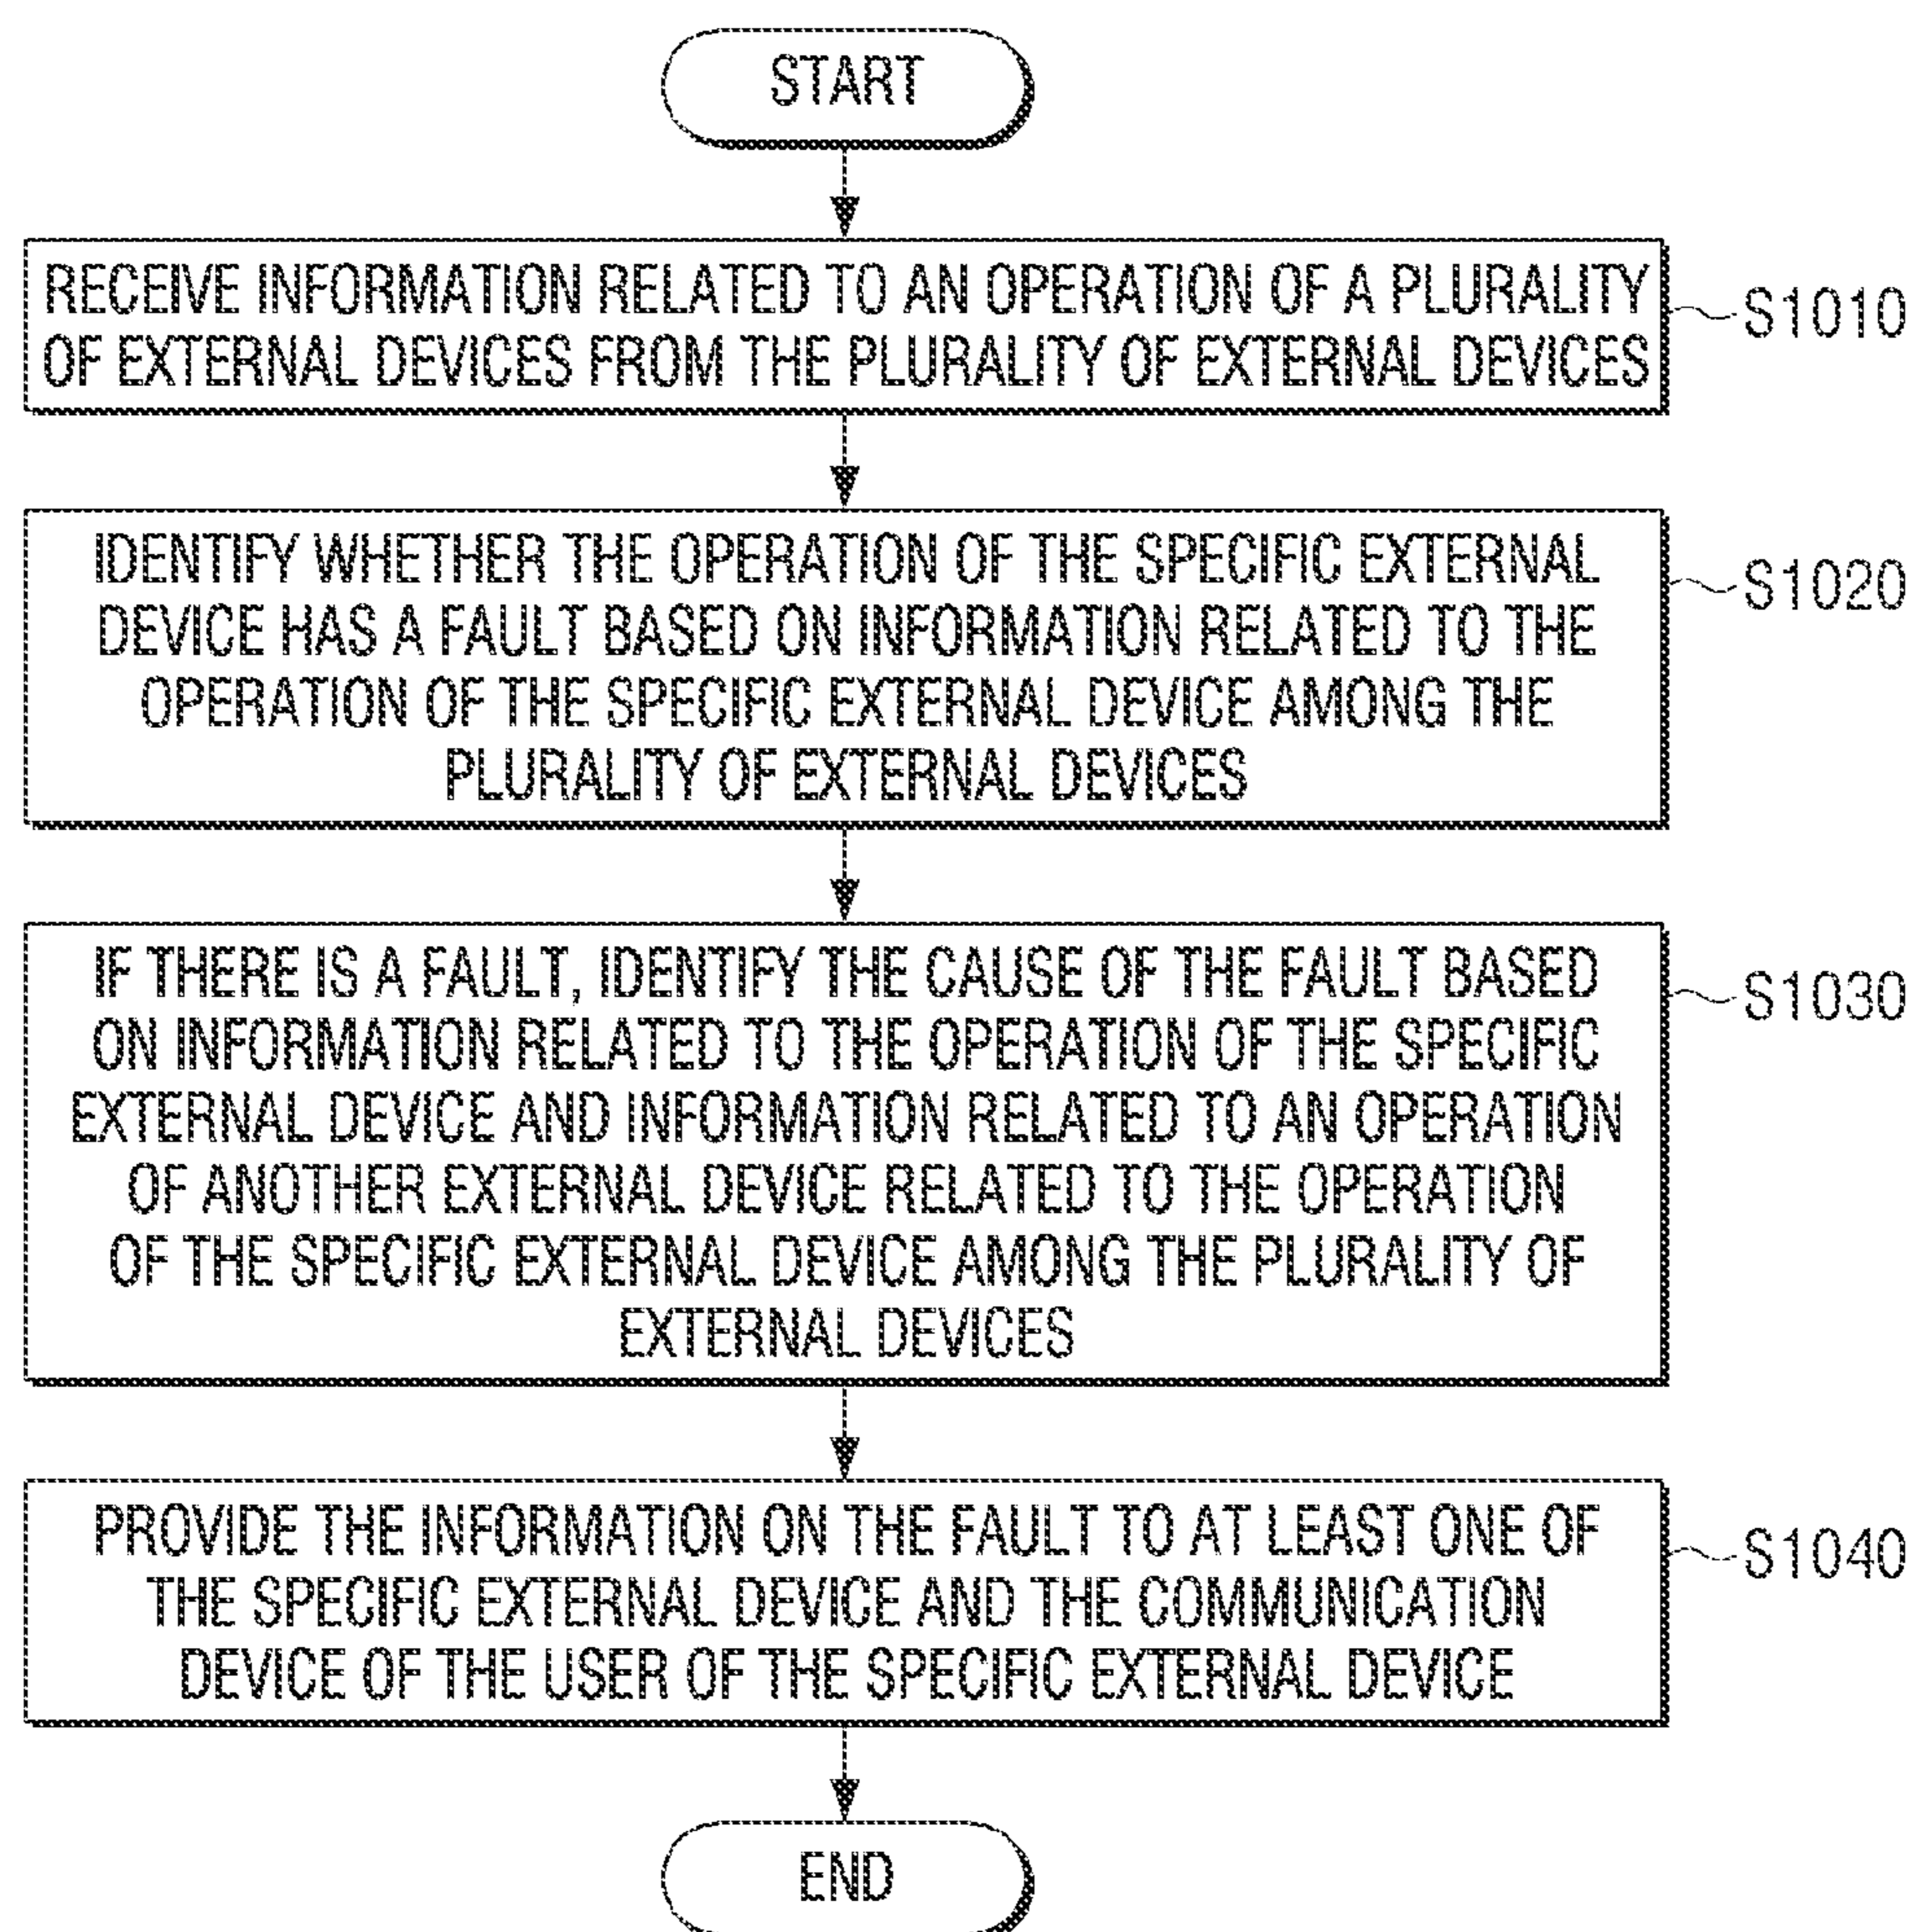 START
RECEIVE INFORMATION RELATED TO AN OPERATION OF A PLURALITY
OF EXTERNAL DEVICES FROM THE PLURALITY OF EXTERNAL DEVICES
S1010
IDENTIFY WHETHER THE OPERATION OF THE SPECIFIC EXTERNAL
DEVICE HAS A FAULT BASED ON INFORMATION RELATED TO THE
OPERATION OF THE SPECIFIC EXTERNAL DEVICE AMONG THE
PLURALITY OF EXTERNAL DEVICES
S1020
IF THERE IS A FAULT, IDENTIFY THE CAUSE OF THE FAULT BASED
ON INFORMATION RELATED TO THE OPERATION OF THE SPECIFIC
EXTERNAL DEVICE AND INFORMATION RELATED TO AN OPERATION
OF ANOTHER EXTERNAL DEVICE RELATED TO THE OPERATION
OF THE SPECIFIC EXTERNAL DEVICE AMONG THE PLURALITY OF
EXTERNAL DEVICES
S1030
PROVIDE THE INFORMATION ON THE FAULT TO AT LEAST ONE OF
THE SPECIFIC EXTERNAL DEVICE AND THE COMMUNICATION
DEVICE OF THE USER OF THE SPECIFIC EXTERNAL DEVICE
S1040
END